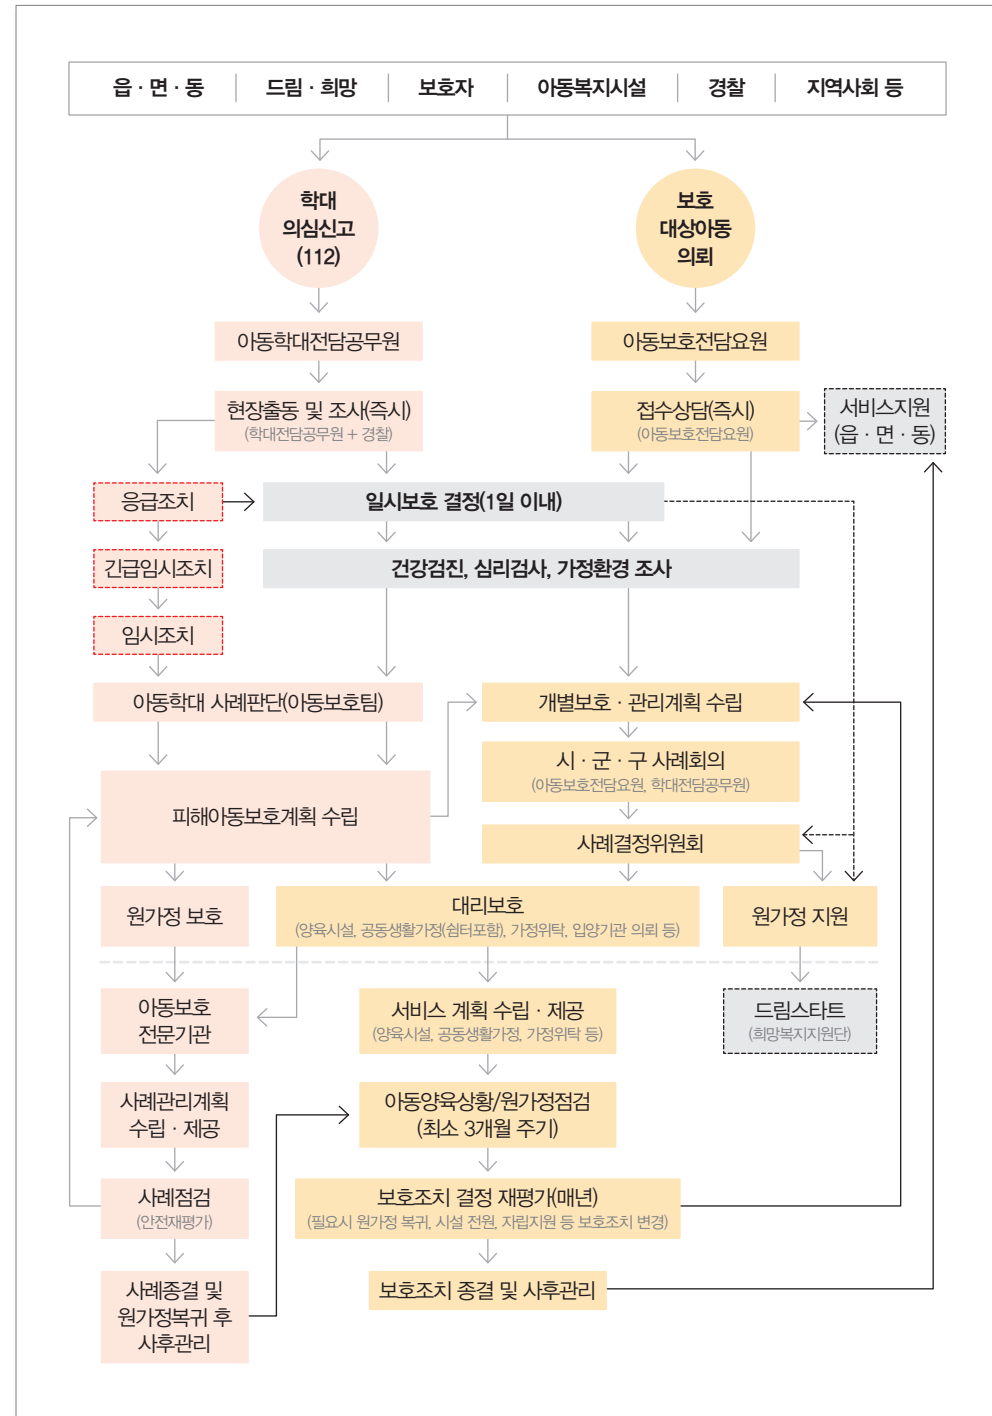 읍 · 면 · 동 드림 · 희망 보호자 아동복지시설 경찰 지역사회 등
학대
의심신고
(112)
보호
대상아동
의뢰
아동학대전담공무원
아동보호전담요원
현장출동 및 조사(즉시)
(학대전담공무원 + 경찰)
접수상담(즉시)
(아동보호전담요원)
서비스지원
(읍 · 면 · 동)
응급조치
일시보호 결정(1일 이내)
긴급임시조치
건강검진, 심리검사, 가정환경 조사
임시조치
아동학대 사례판단(아동보호팀)
개별보호 · 관리계획 수립
시 · 군 · 구 사례회의
(아동보호전담요원, 학대전담공무원)
피해아동보호계획 수립
사례결정위원회
원가정 보호
대리보호
(양육시설, 공동생활가정(쉼터포함), 가정위탁, 입양기관 의뢰 등)
원가정 지원
아동보호
전문기관
서비스 계획 수립 · 제공
(양육시설, 공동생활가정, 가정위탁 등)
드림스타트
(희망복지지원단)
사례관리계획
수립 · 제공
아동양육상황/원가정점검
(최소 3개월 주기)
사례점검
(안전재평가)
보호조치 결정 재평가(매년)
(필요시 원가정 복귀, 시설 전원, 자립지원 등 보호조치 변경)
사례종결 및
원가정복귀 후
사후관리
보호조치 종결 및 사후관리